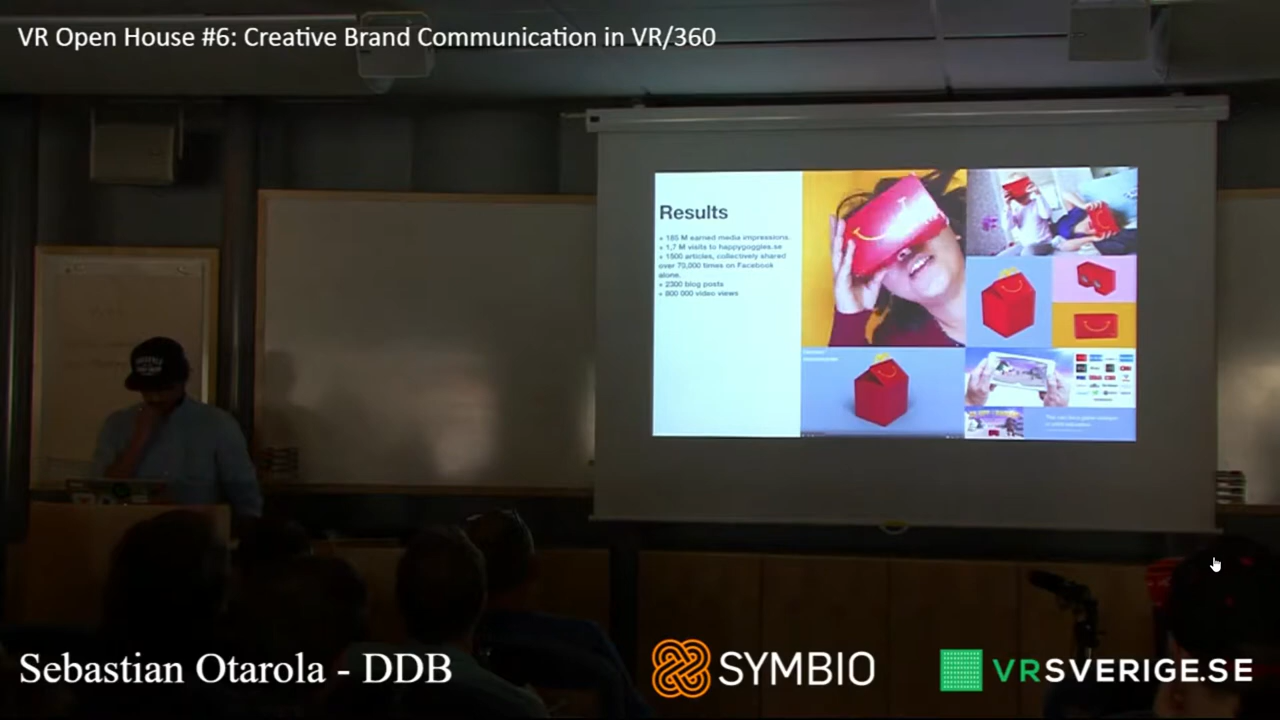 VR Open House #6: Creative Brand Communication in VR/360
Results
+ 185 M earned media impressions.
+ 1,7 M visits to happygoggles.se
+ 1500 articles, collectively shared
over 70,000 times on Facebook
alone.
+ 2300 blog posts
+ 800 000 video views
Sebastian Otarola - DDB
SYMBIO
VRSVERIGE.SE